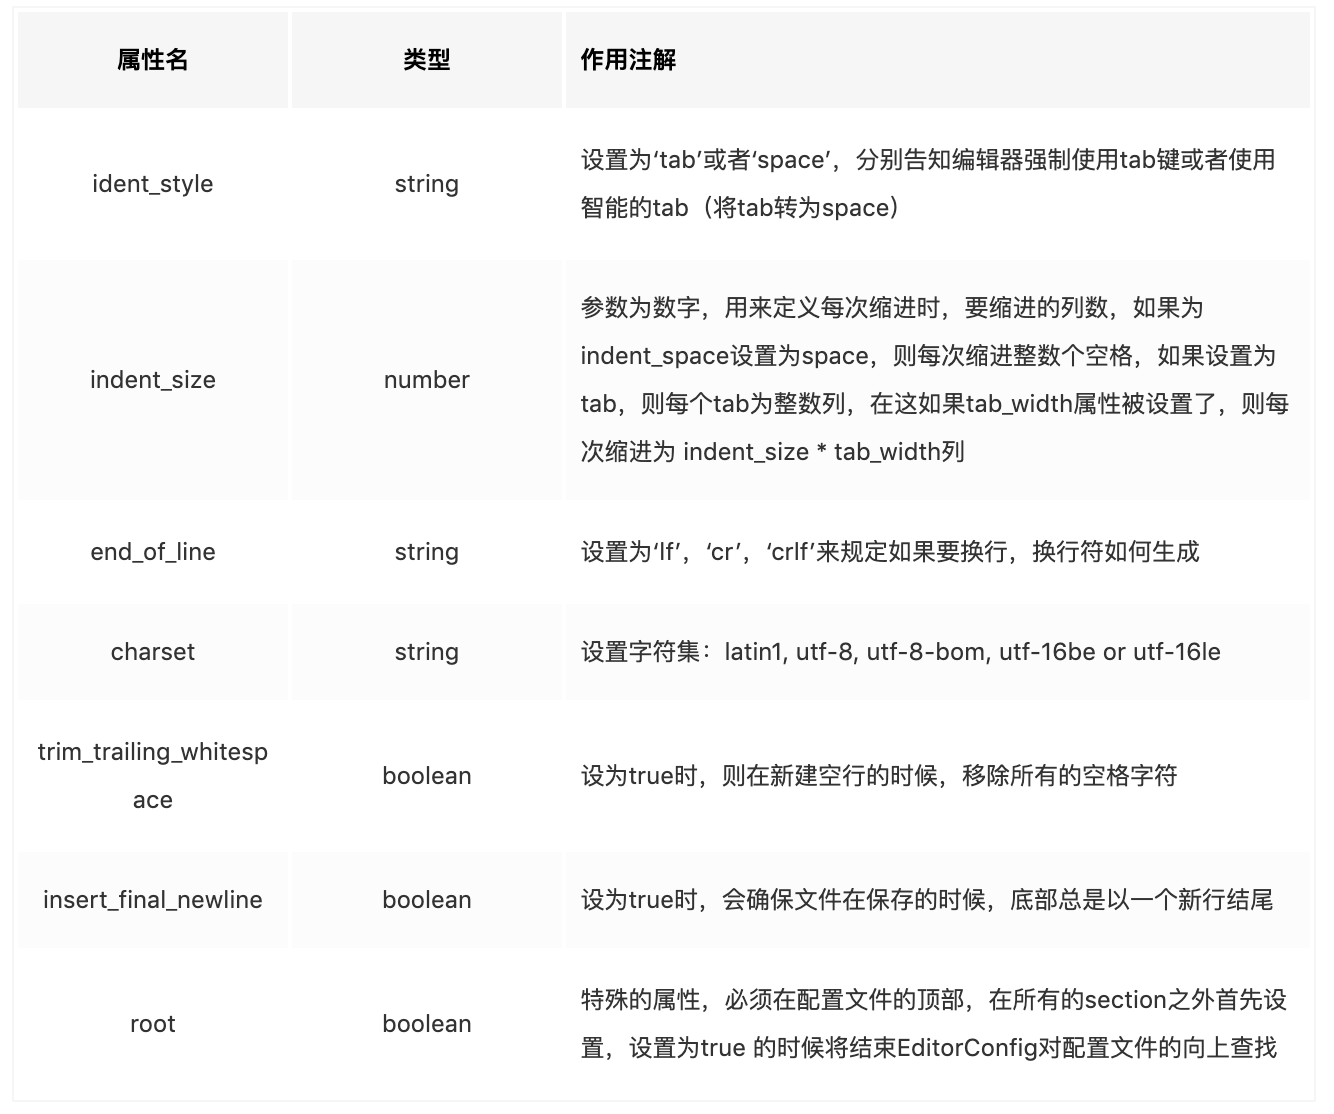 属性名 类型 作用注解
ident_style string 设置为‘tab’或者‘space’，分别告知编辑器强制使用tab键或者使用
智能的tab（将tab转为space）
indent_size number 参数为数字，用来定义每次缩进时，要缩进的列数，如果为
indent_space设置为space，则每次缩进整数个空格，如果设置为
tab，则每个tab为整数列，在这如果tab_width属性被设置了，则每
次缩进为 indent_size * tab_width列
end_of_line string 设置为‘lf’，‘cr’，‘crlf’来规定如果要换行，换行符如何生成
charset string 设置字符集：latin1, utf-8, utf-8-bom, utf-16be or utf-16le
trim_trailing_whitesp
ace boolean 设为true时，则在新建空行的时候，移除所有的空格字符
insert_final_newline boolean 设为true时，会确保文件在保存的时候，底部总是以一个新行结尾
root boolean 特殊的属性，必须在配置文件的顶部，在所有的section之外首先设
置，设置为true 的时候将结束EditorConfig对配置文件的向上查找